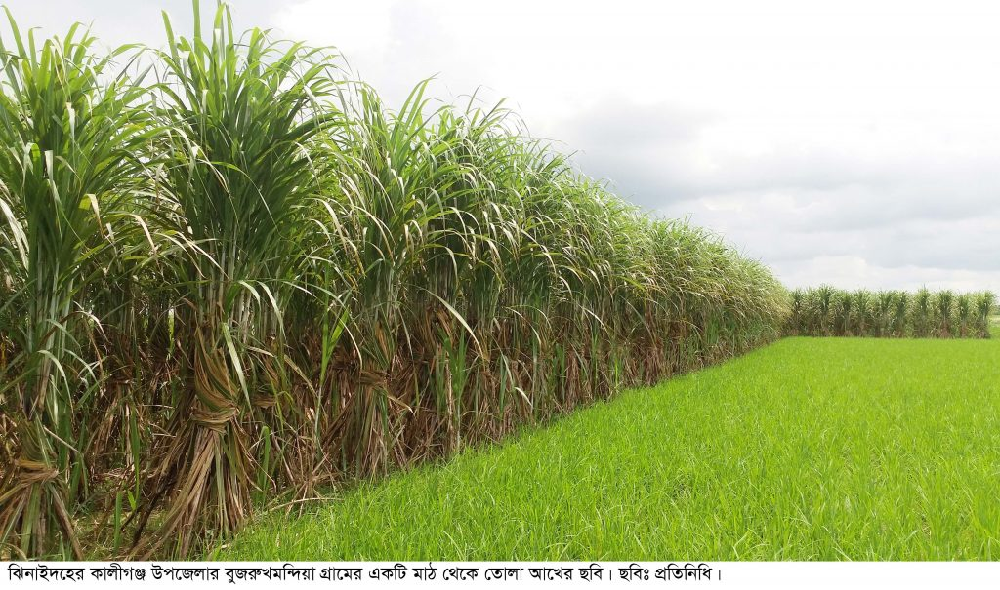 ঝিনাইদহের কালীগঞ্জ উপজেলার বুজরুখমন্দিয়া গ্রামের একটি মাঠ থেকে তোলা আখের ছবি। ছবিঃ প্রতিনিধি।